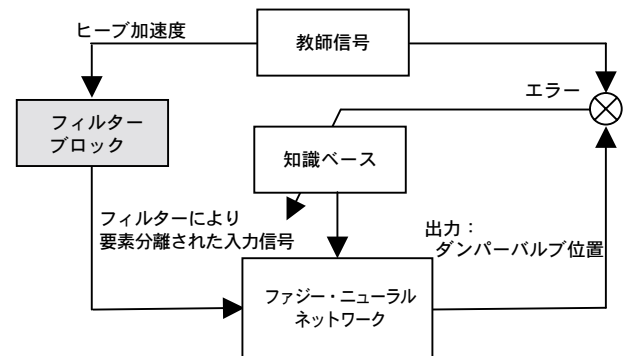 ヒーブ加速度
教師信号
エラー
フィルター
ブロック
知識ベース
フィルターにより
要素分離された入力信号
出力：
ダンパーバルブ位置
ファジー・ニューラル
ネットワーク